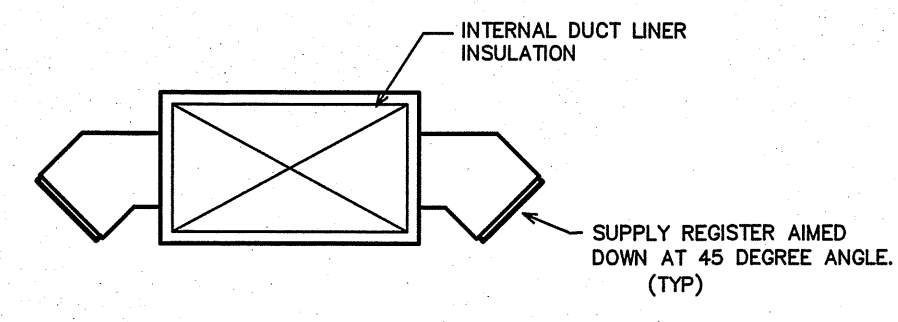 INTERNAL DUCT LINER
INSULATION
SUPPLY REGISTER AIMED
DOWN AT 45 DEGREE ANGLE.
(TYP)